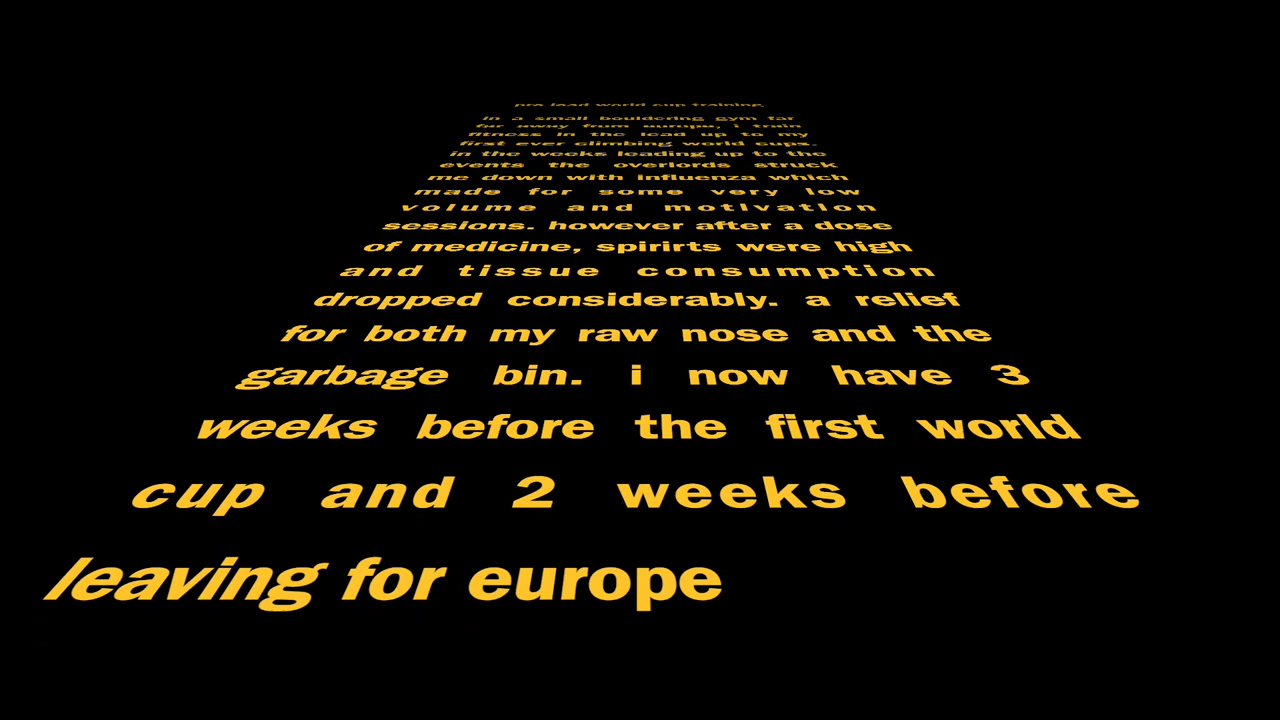 pre lead world cup training
in a small bouldering gym far
far away from europe, i train
fitness in the lead up to my
first ever climbing world cups.
in the weeks leading up to the
events the overlords struck
me down with influenza which
made for some very low
volume and motivation
sessions. however after a dose
of medicine, spirirts were high
and tissue consumption
dropped considerably. a relief
for both my raw nose and the
garbage bin. i now have 3
weeks before the first world
cup and 2 weeks before
leaving for europe